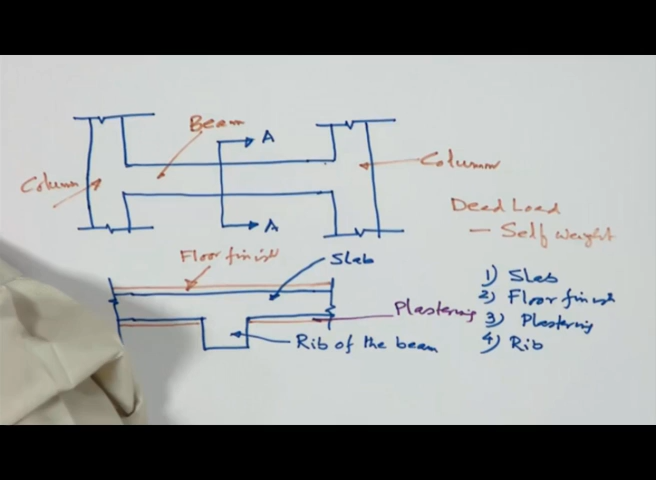 Beam
A
Column
Column
A
Dead Load
- Self weight
Floor finish
Slab
1) Slab
2) Floor finish
Plastering
3) Plastering
Rib of the beam
4) Rib